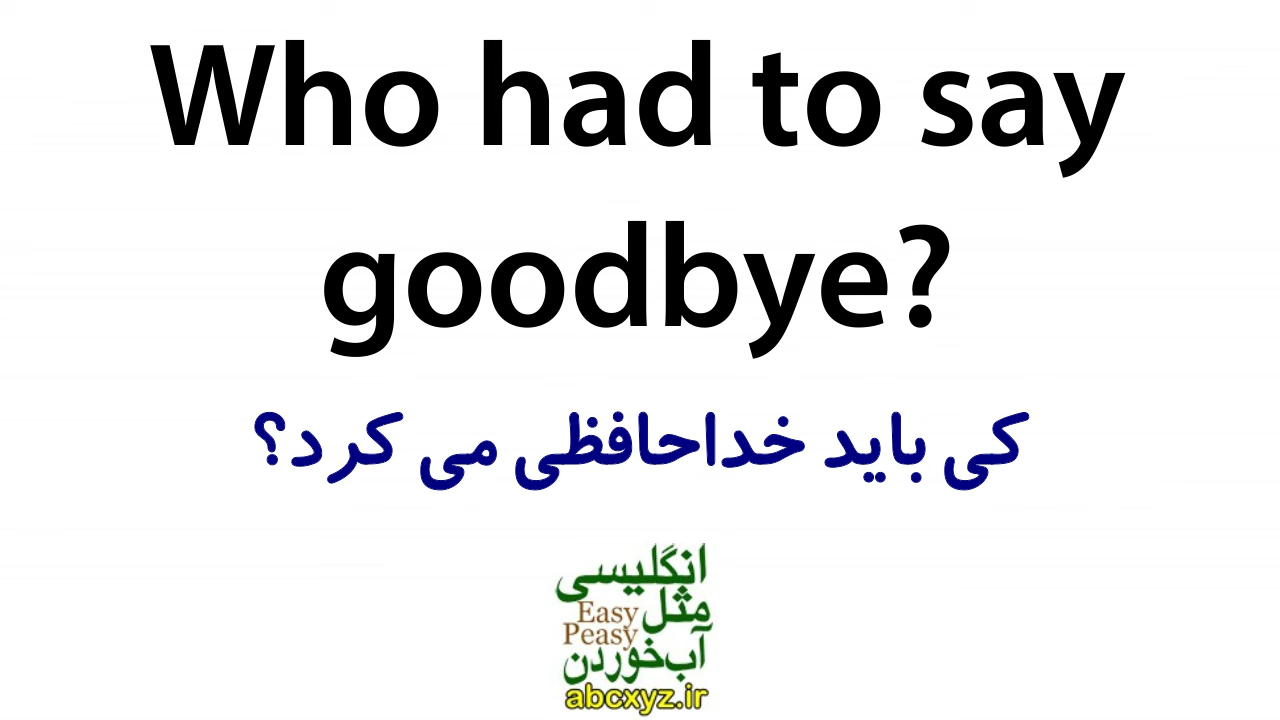 Who had to say
goodbye?
کی باید خداحافظی می کرد؟
انگلیسی
مثل
Easy
Peasy
آب خوردن
abcxyz.ir